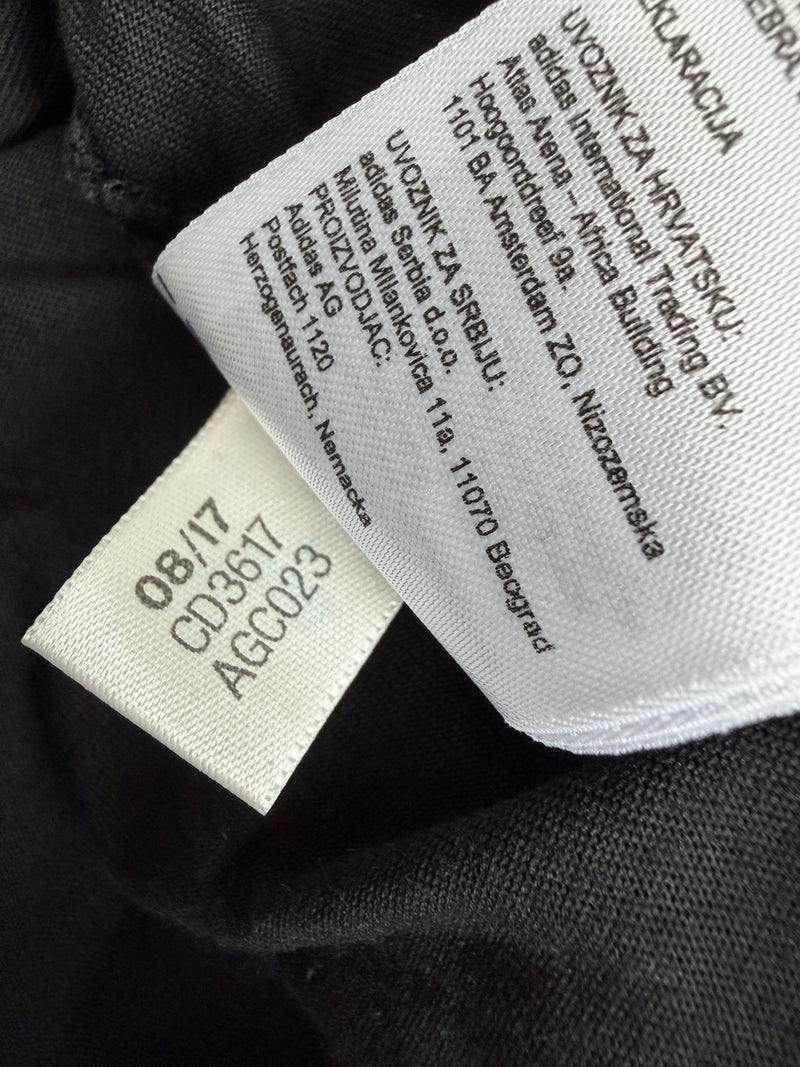 EBRA
EKLARACIJA
UVOZNIK ZA HRVATSKU:
adidas International Trading BV.
Atlas Arena – Africa Building
Hoogoorddreef 9a.
1101 BA Amsterdam ZO, Nizozemska
UVOZNIK ZA SRBIJU:
adidas Serbia d.o.o.
Milutina Milankovica 11a, 11070 Beograd
PROIZVODJAC:
Adidas AG
Postfach 1120
Herzogenaurach, Nemacka
08/17
CD3617
AGC023